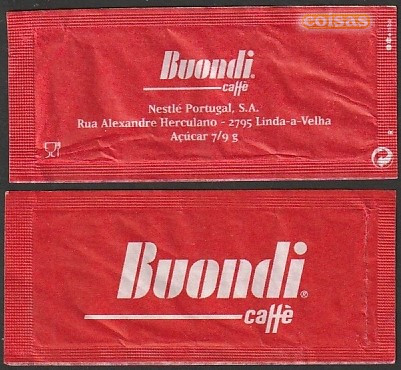 coisas
Buondi®
caffè
Nestlé Portugal, S.A.
Rua Alexandre Herculano - 2795 Linda-a-Velha
Açúcar 7/9 g
R
Buondi®
caffè